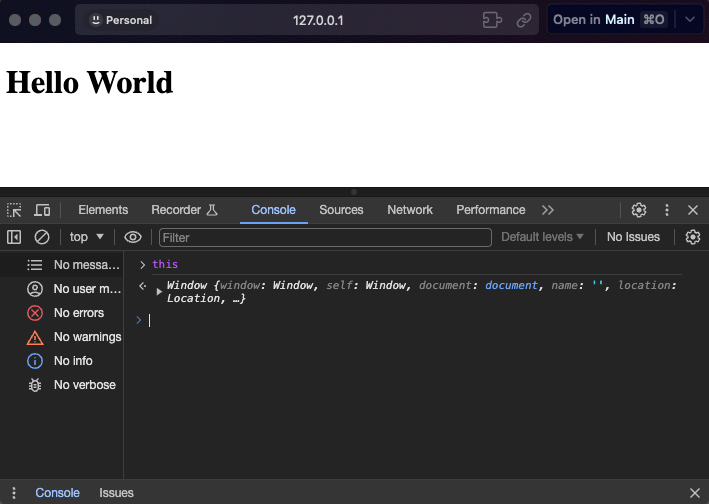 Personal
127.0.0.1
Open in Main ⌘O
Hello World
Elements Recorder Console Sources Network Performance
top Filter Default levels No Issues
No messa...
No user m...
No errors
No warnings
No info
No verbose
this
Window {window: Window, self: Window, document: document, name: '', location:
Location, …}
Console Issues